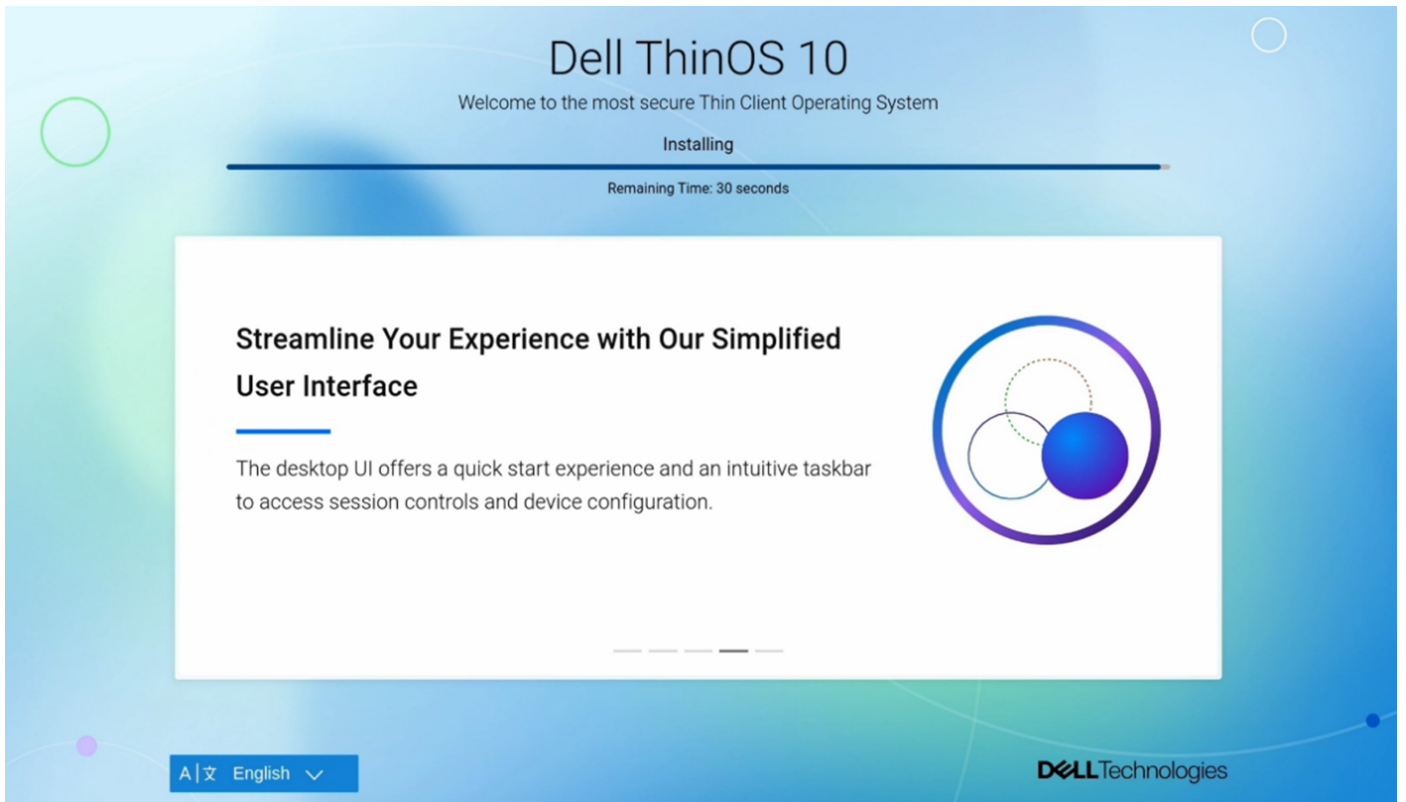 Dell ThinOS 10
Welcome to the most secure Thin Client Operating System
Installing
Remaining Time: 30 seconds
Streamline Your Experience with Our Simplified
User Interface
The desktop UI offers a quick start experience and an intuitive taskbar
to access session controls and device configuration.
A|文 English
DELLTechnologies